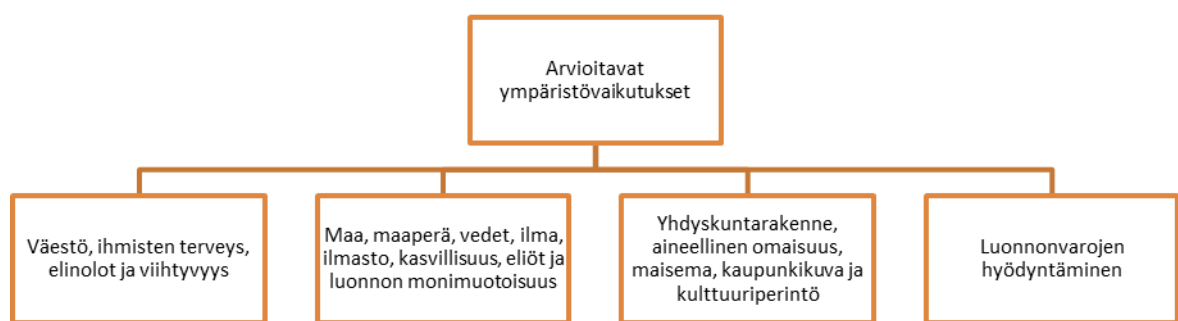 Arvioitavat
ympäristövaikutukset
Väestö, ihmisten terveys,
elinolot ja viihtyvyys
Maa, maaperä, vedet, ilma,
ilmasto, kasvillisuus, eliöt ja
luonnon monimuotoisuus
Yhdyskuntarakenne,
aineellinen omaisuus,
maisema, kaupunkikuva ja
kulttuuriperintö
Luonnonvarojen
hyödyntäminen